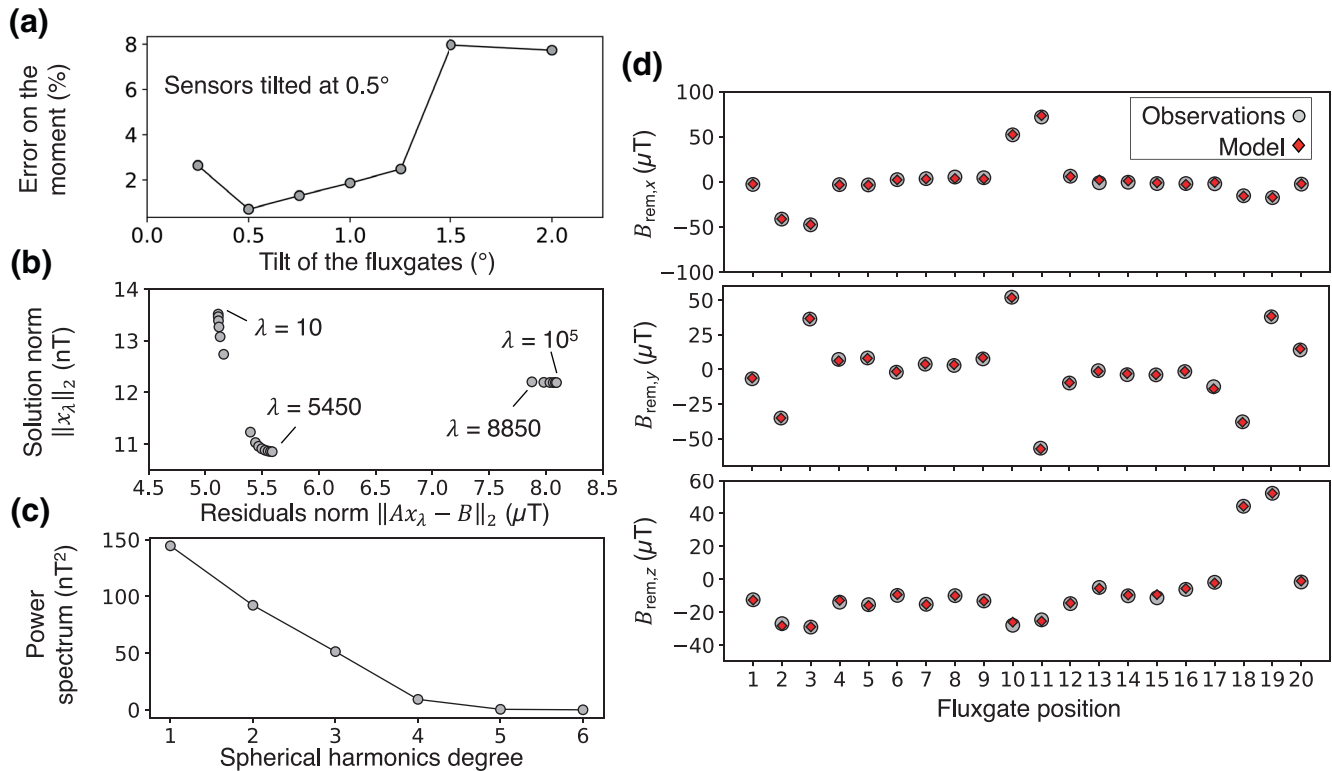 (a)
Error on the
moment (%)
8
6
4
2
Sensors tilted at 0.5°
0.0 0.5 1.0 1.5 2.0
Tilt of the fluxgates (°)
(b)
Solution norm
‖xλ‖₂ (nT)
14
13
12
11
λ = 10
λ = 10⁵
λ = 5450
λ = 8850
4.5 5.0 5.5 6.0 6.5 7.0 7.5 8.0 8.5
Residuals norm ‖Axλ − B‖₂ (μT)
(c)
Power
spectrum (nT²)
150
100
50
0
1 2 3 4 5 6
Spherical harmonics degree
(d)
Brem,x (μT)
100
50
0
−50
−100
Observations
Model
Brem,y (μT)
50
25
0
−25
−50
Brem,z (μT)
60
40
20
0
−20
−40
1 2 3 4 5 6 7 8 9 10 11 12 13 14 15 16 17 18 19 20
Fluxgate position